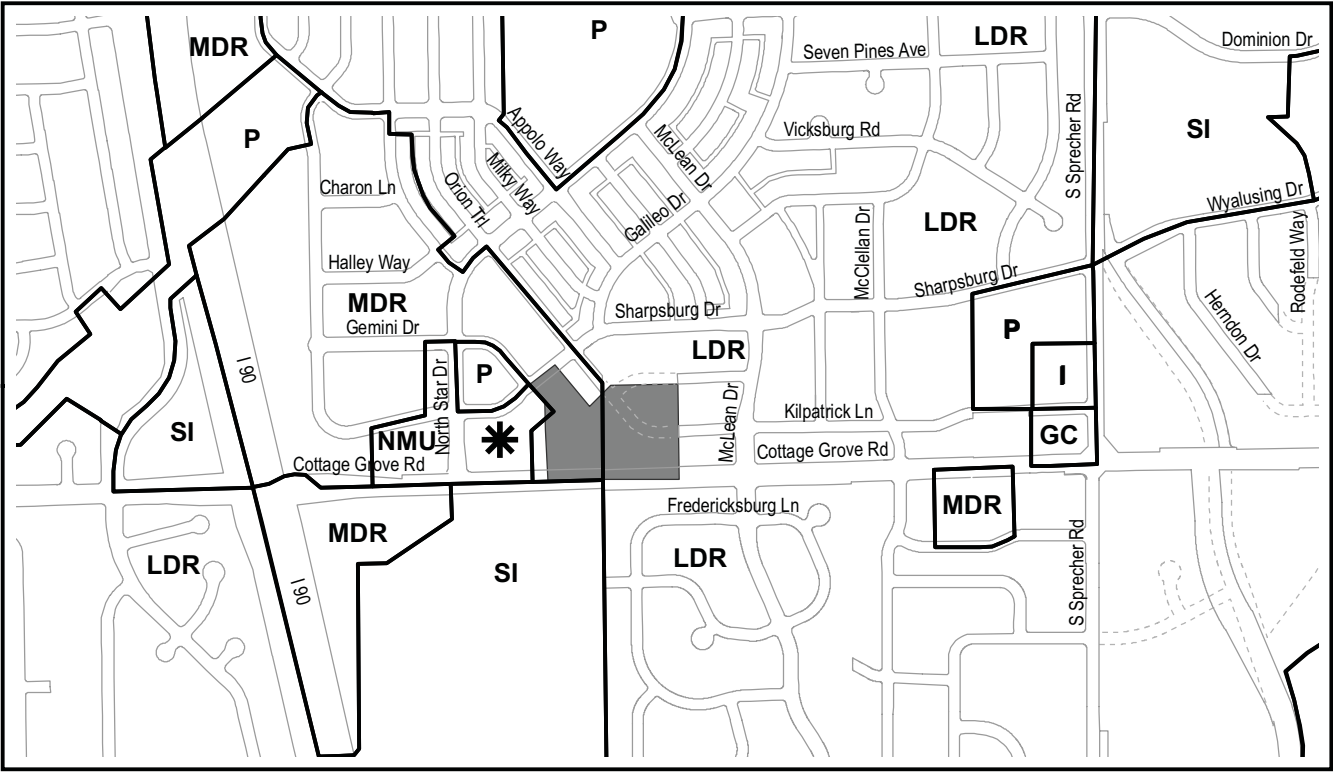 P
LDR
Dominion Dr
MDR
Seven Pines Ave
Appolo Way
S Sprecher Rd
Vicksburg Rd
SI
P
McLean Dr
Milky Way
Charon Ln
Orion Trl
Wyalusing Dr
Galileo Dr
McClellan Dr
LDR
Rodefeld Way
Halley Way
Sharpsburg Dr
MDR
Gemini Dr
Sharpsburg Dr
Herndon Dr
P
LDR
I 90
P
I
North Star Dr
McLean Dr
Kilpatrick Ln
SI
NMU
GC
Cottage Grove Rd
Cottage Grove Rd
Fredericksburg Ln
MDR
MDR
LDR
LDR
SI
S Sprecher Rd
I 90